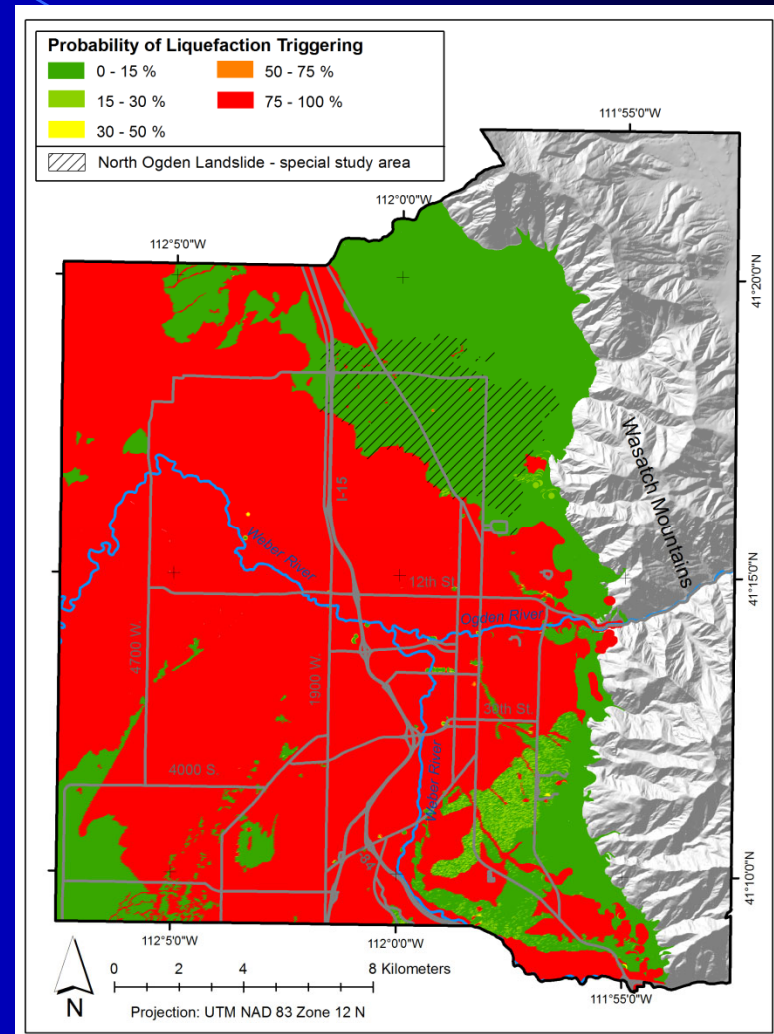 Probability of Liquefaction Triggering
0 - 15 %
50 - 75 %
15 - 30 %
75 - 100 %
30 - 50 %
North Ogden Landslide - special study area
111°55'0"W
112°0'0"W
112°5'0"W
41°20'0"N
Wasatch Mountains
I-15
Weber River
41°15'0"N
12th St.
Ogden River
4700 W.
1900 W.
30th St.
Weber River
4000 S.
I-84
41°10'0"N
112°5'0"W
112°0'0"W
111°55'0"W
0 2 4 8 Kilometers
N
Projection: UTM NAD 83 Zone 12 N